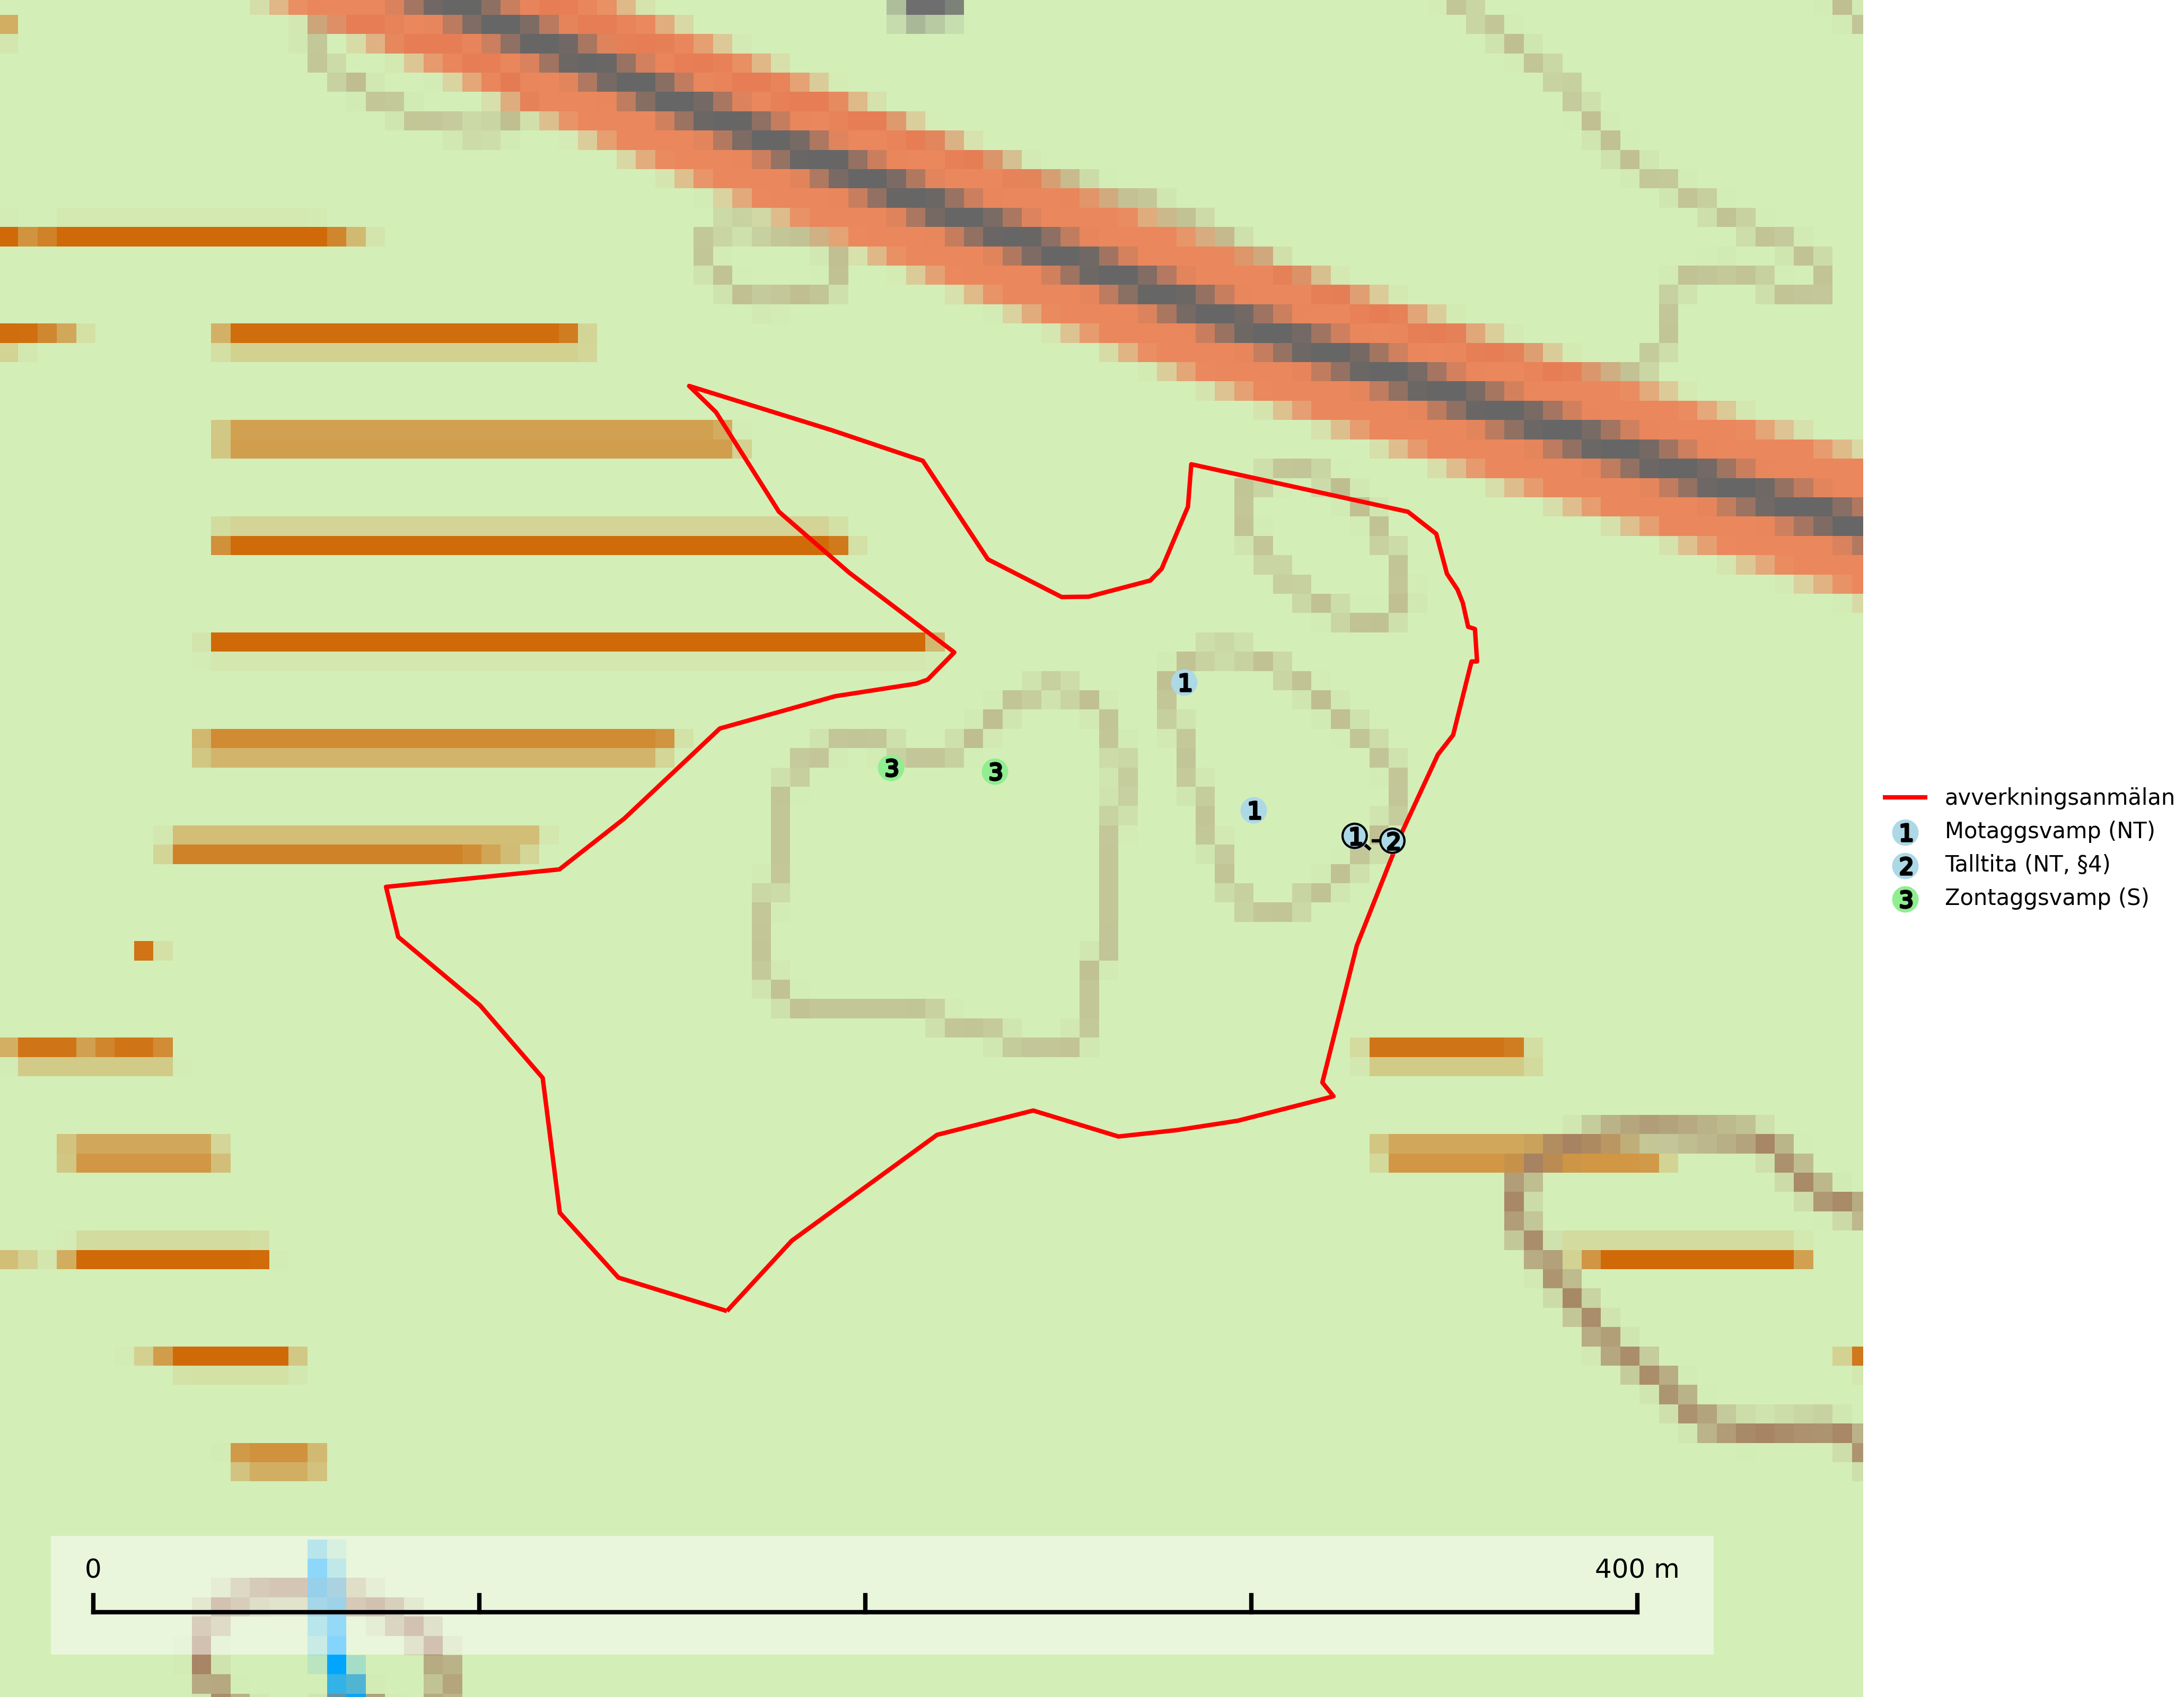 1
3
3
1
1
2
avverkningsanmälan
1 Motaggsvamp (NT)
2 Talltita (NT, §4)
3 Zontaggsvamp (S)
0 400 m